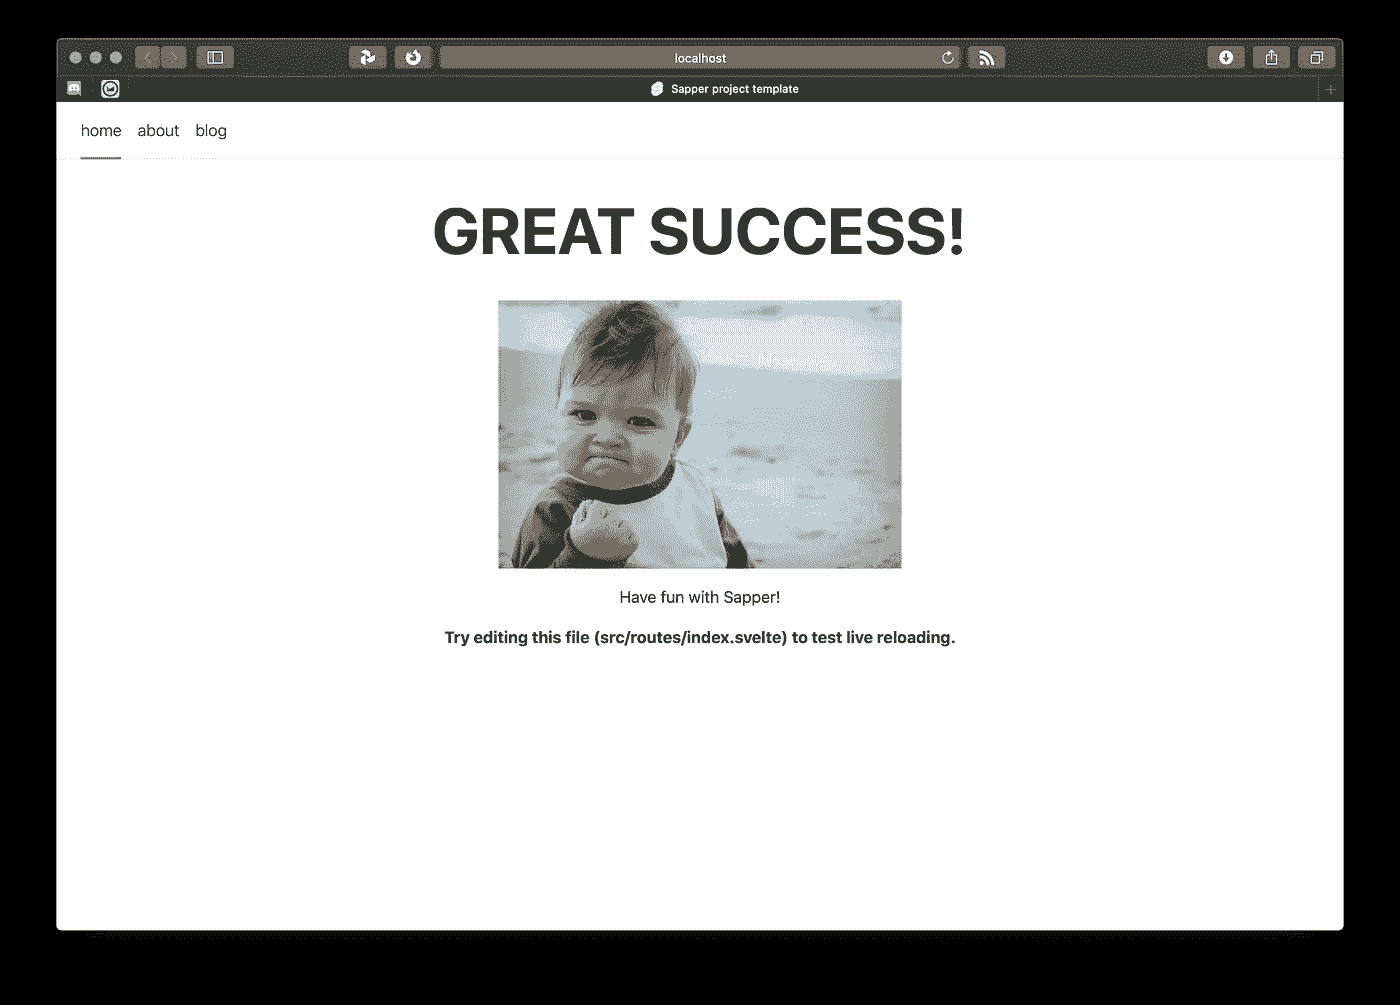 localhost
Sapper project template
home about blog
GREAT SUCCESS!
Have fun with Sapper!
Try editing this file (src/routes/index.svelte) to test live reloading.